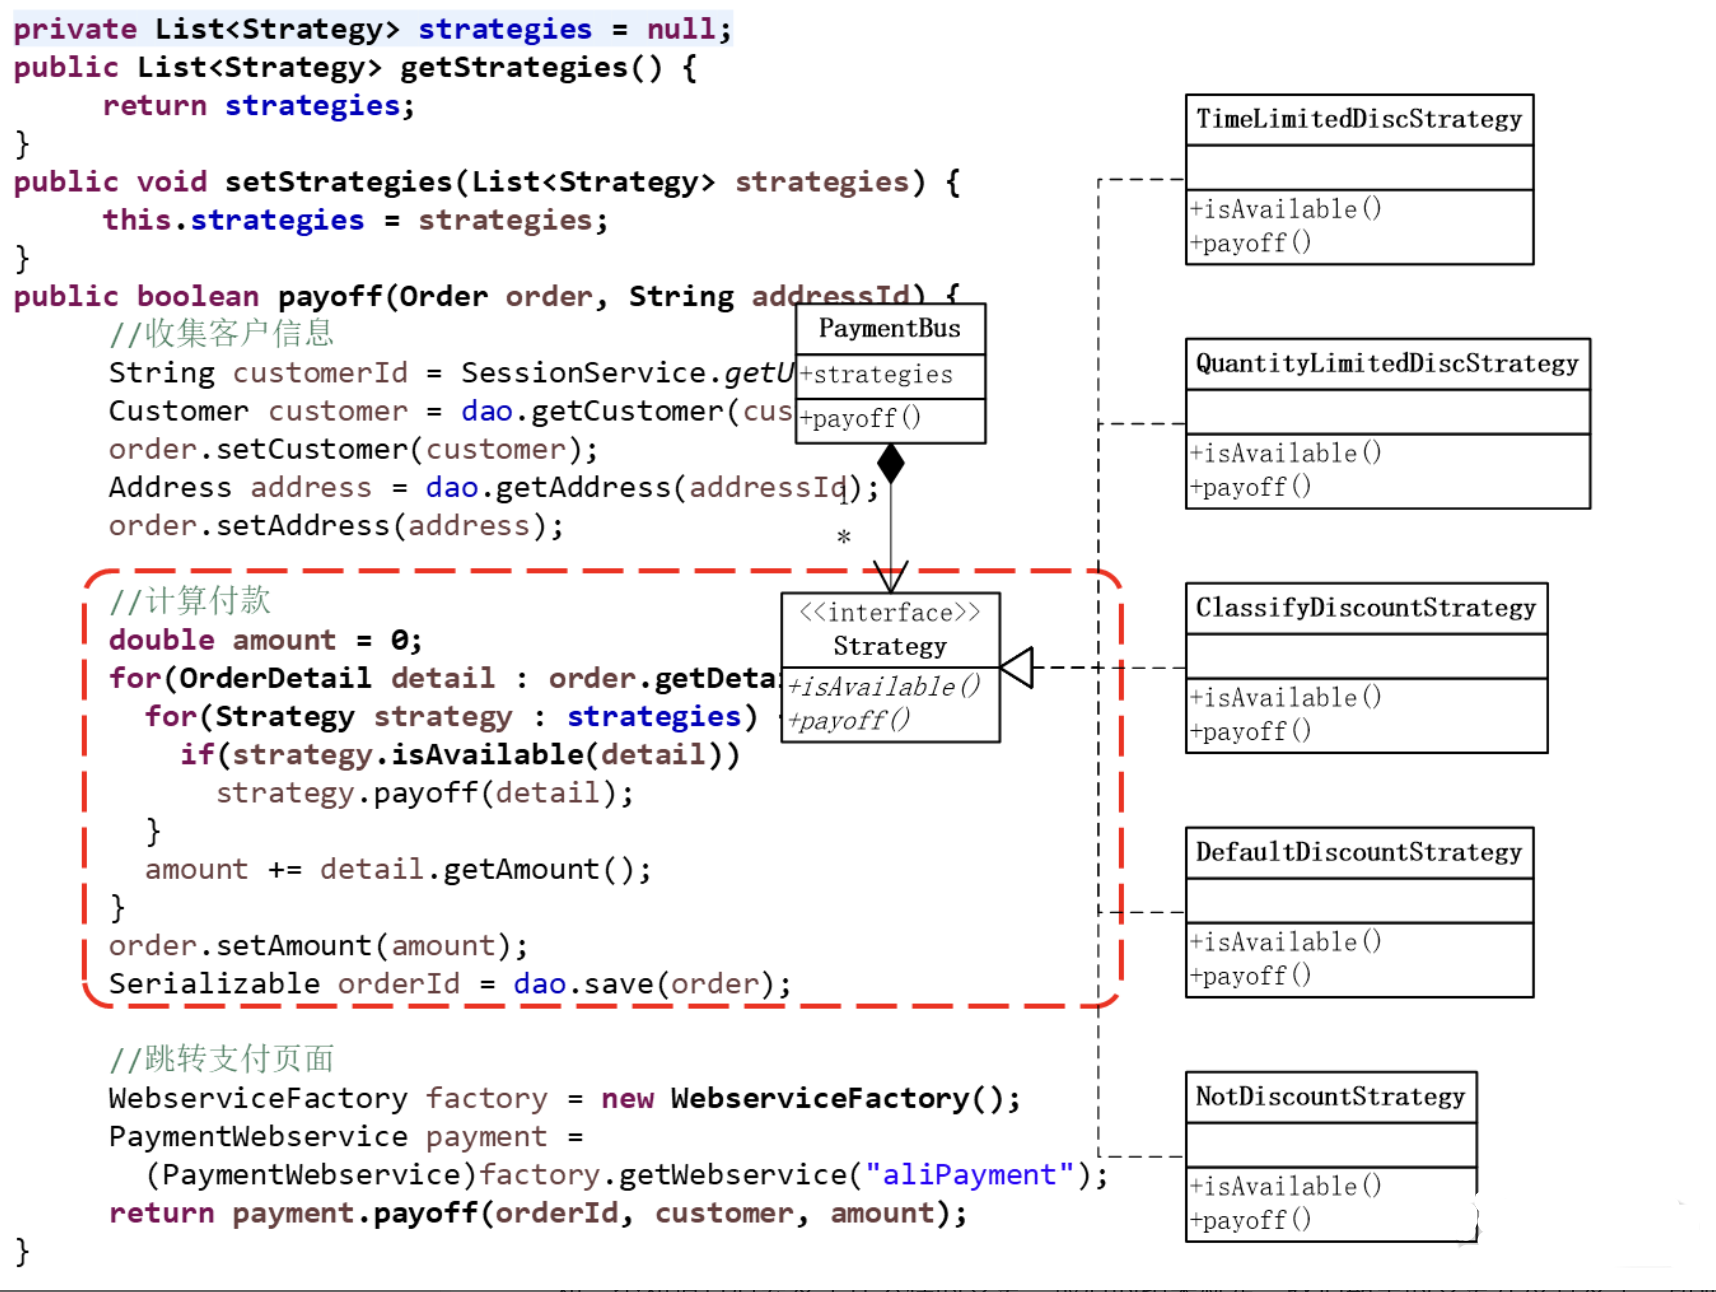 private List<Strategy> strategies = null;
public List<Strategy> getStrategies() {
return strategies;
}
public void setStrategies(List<Strategy> strategies) {
this.strategies = strategies;
}
public boolean payoff(Order order, String addressId) {
//收集客户信息
String customerId = SessionService.getU
Customer customer = dao.getCustomer(cus
order.setCustomer(customer);
Address address = dao.getAddress(addressId);
order.setAddress(address);
//计算付款
double amount = 0;
for(OrderDetail detail : order.getDeta
for(Strategy strategy : strategies)
if(strategy.isAvailable(detail))
strategy.payoff(detail);
}
amount += detail.getAmount();
}
order.setAmount(amount);
Serializable orderId = dao.save(order);
//跳转支付页面
WebserviceFactory factory = new WebserviceFactory();
PaymentWebservice payment =
(PaymentWebservice)factory.getWebservice("aliPayment");
return payment.payoff(orderId, customer, amount);
}
PaymentBus
+strategies
+payoff()
*
<<interface>>
Strategy
+isAvailable()
+payoff()
TimeLimitedDiscStrategy
+isAvailable()
+payoff()
QuantityLimitedDiscStrategy
+isAvailable()
+payoff()
ClassifyDiscountStrategy
+isAvailable()
+payoff()
DefaultDiscountStrategy
+isAvailable()
+payoff()
NotDiscountStrategy
+isAvailable()
+payoff()